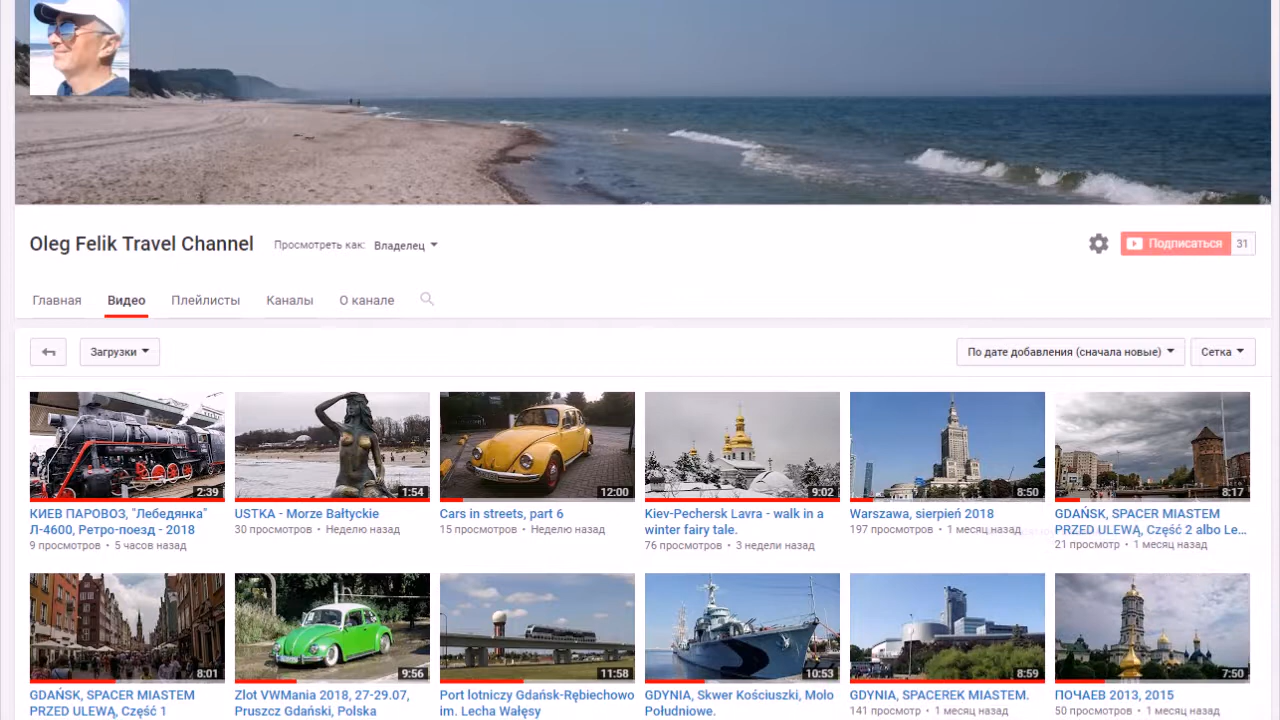 Oleg Felik Travel Channel
Просмотреть как: Владелец
Подписаться 31
Главная Видео Плейлисты Каналы О канале
Загрузки
По дате добавления (сначала новые) Сетка
2:39 1:54 12:00 9:02 8:50 8:17
КИЕВ ПАРОВОЗ, "Лебедянка"
Л-4600, Ретро-поезд - 2018
9 просмотров • 5 часов назад
USTKA - Morze Bałtyckie
30 просмотров • Неделю назад
Cars in streets, part 6
15 просмотров • Неделю назад
Kiev-Pechersk Lavra - walk in a
winter fairy tale.
76 просмотров • 3 недели назад
Warszawa, sierpień 2018
197 просмотров • 1 месяц назад
GDAŃSK, SPACER MIASTEM
PRZED ULEWĄ, Część 2 albo Le...
21 просмотр • 1 месяц назад
8:01 9:56 11:58 10:53 8:59 7:50
GDAŃSK, SPACER MIASTEM
PRZED ULEWĄ, Część 1
Zlot VWMania 2018, 27-29.07,
Pruszcz Gdański, Polska
Port lotniczy Gdańsk-Rębiechowo
im. Lecha Wałęsy
GDYNIA, Skwer Kościuszki, Molo
Południowe.
GDYNIA, SPACEREK MIASTEM.
141 просмотр • 1 месяц назад
ПОЧАЕВ 2013, 2015
50 просмотров • 1 месяц назад